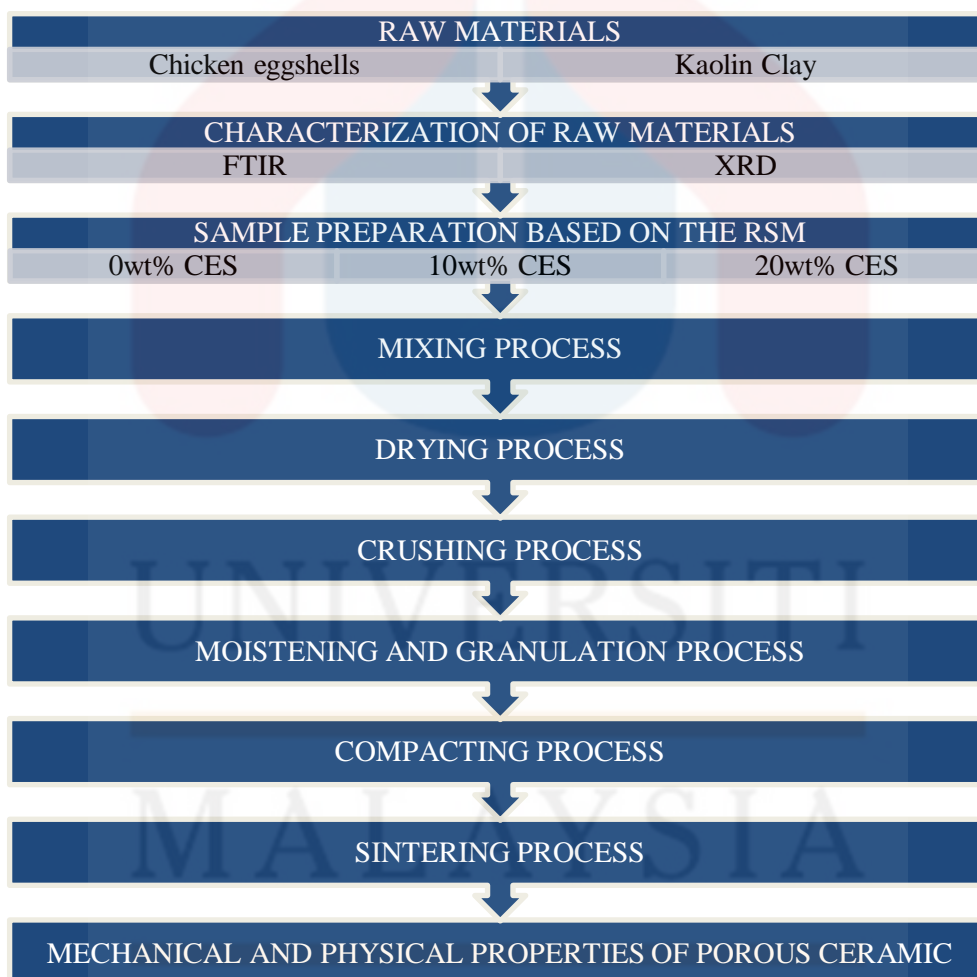 RAW MATERIALS
Chicken eggshells Kaolin Clay
CHARACTERIZATION OF RAW MATERIALS
FTIR XRD
SAMPLE PREPARATION BASED ON THE RSM
0wt% CES 10wt% CES 20wt% CES
MIXING PROCESS
DRYING PROCESS
CRUSHING PROCESS
UNIVERSITI
MOISTENING AND GRANULATION PROCESS
COMPACTING PROCESS
MALAYSIA
SINTERING PROCESS
MECHANICAL AND PHYSICAL PROPERTIES OF POROUS CERAMIC